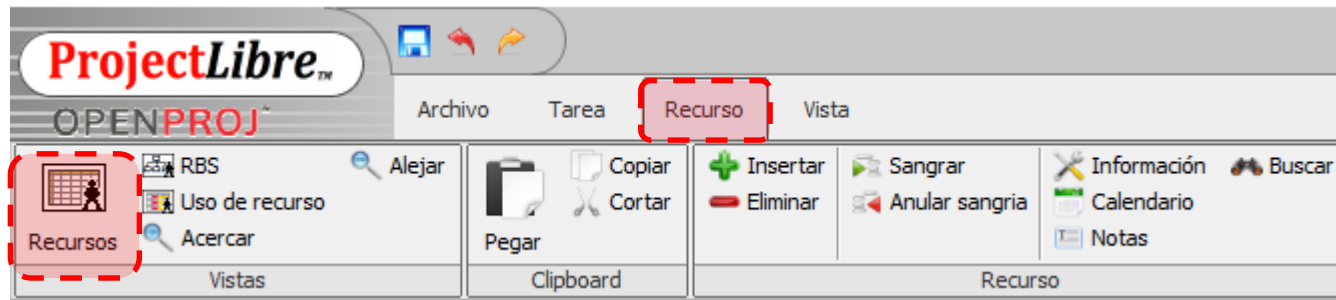 ProjectLibre™
OPENPROJ™
Archivo Tarea Recurso Vista
Recursos
RBS
Uso de recurso
Acercar
Alejar
Vistas
Pegar
Copiar
Cortar
Clipboard
Insertar
Eliminar
Sangrar
Anular sangria
Información
Calendario
Notas
Buscar
Recurso